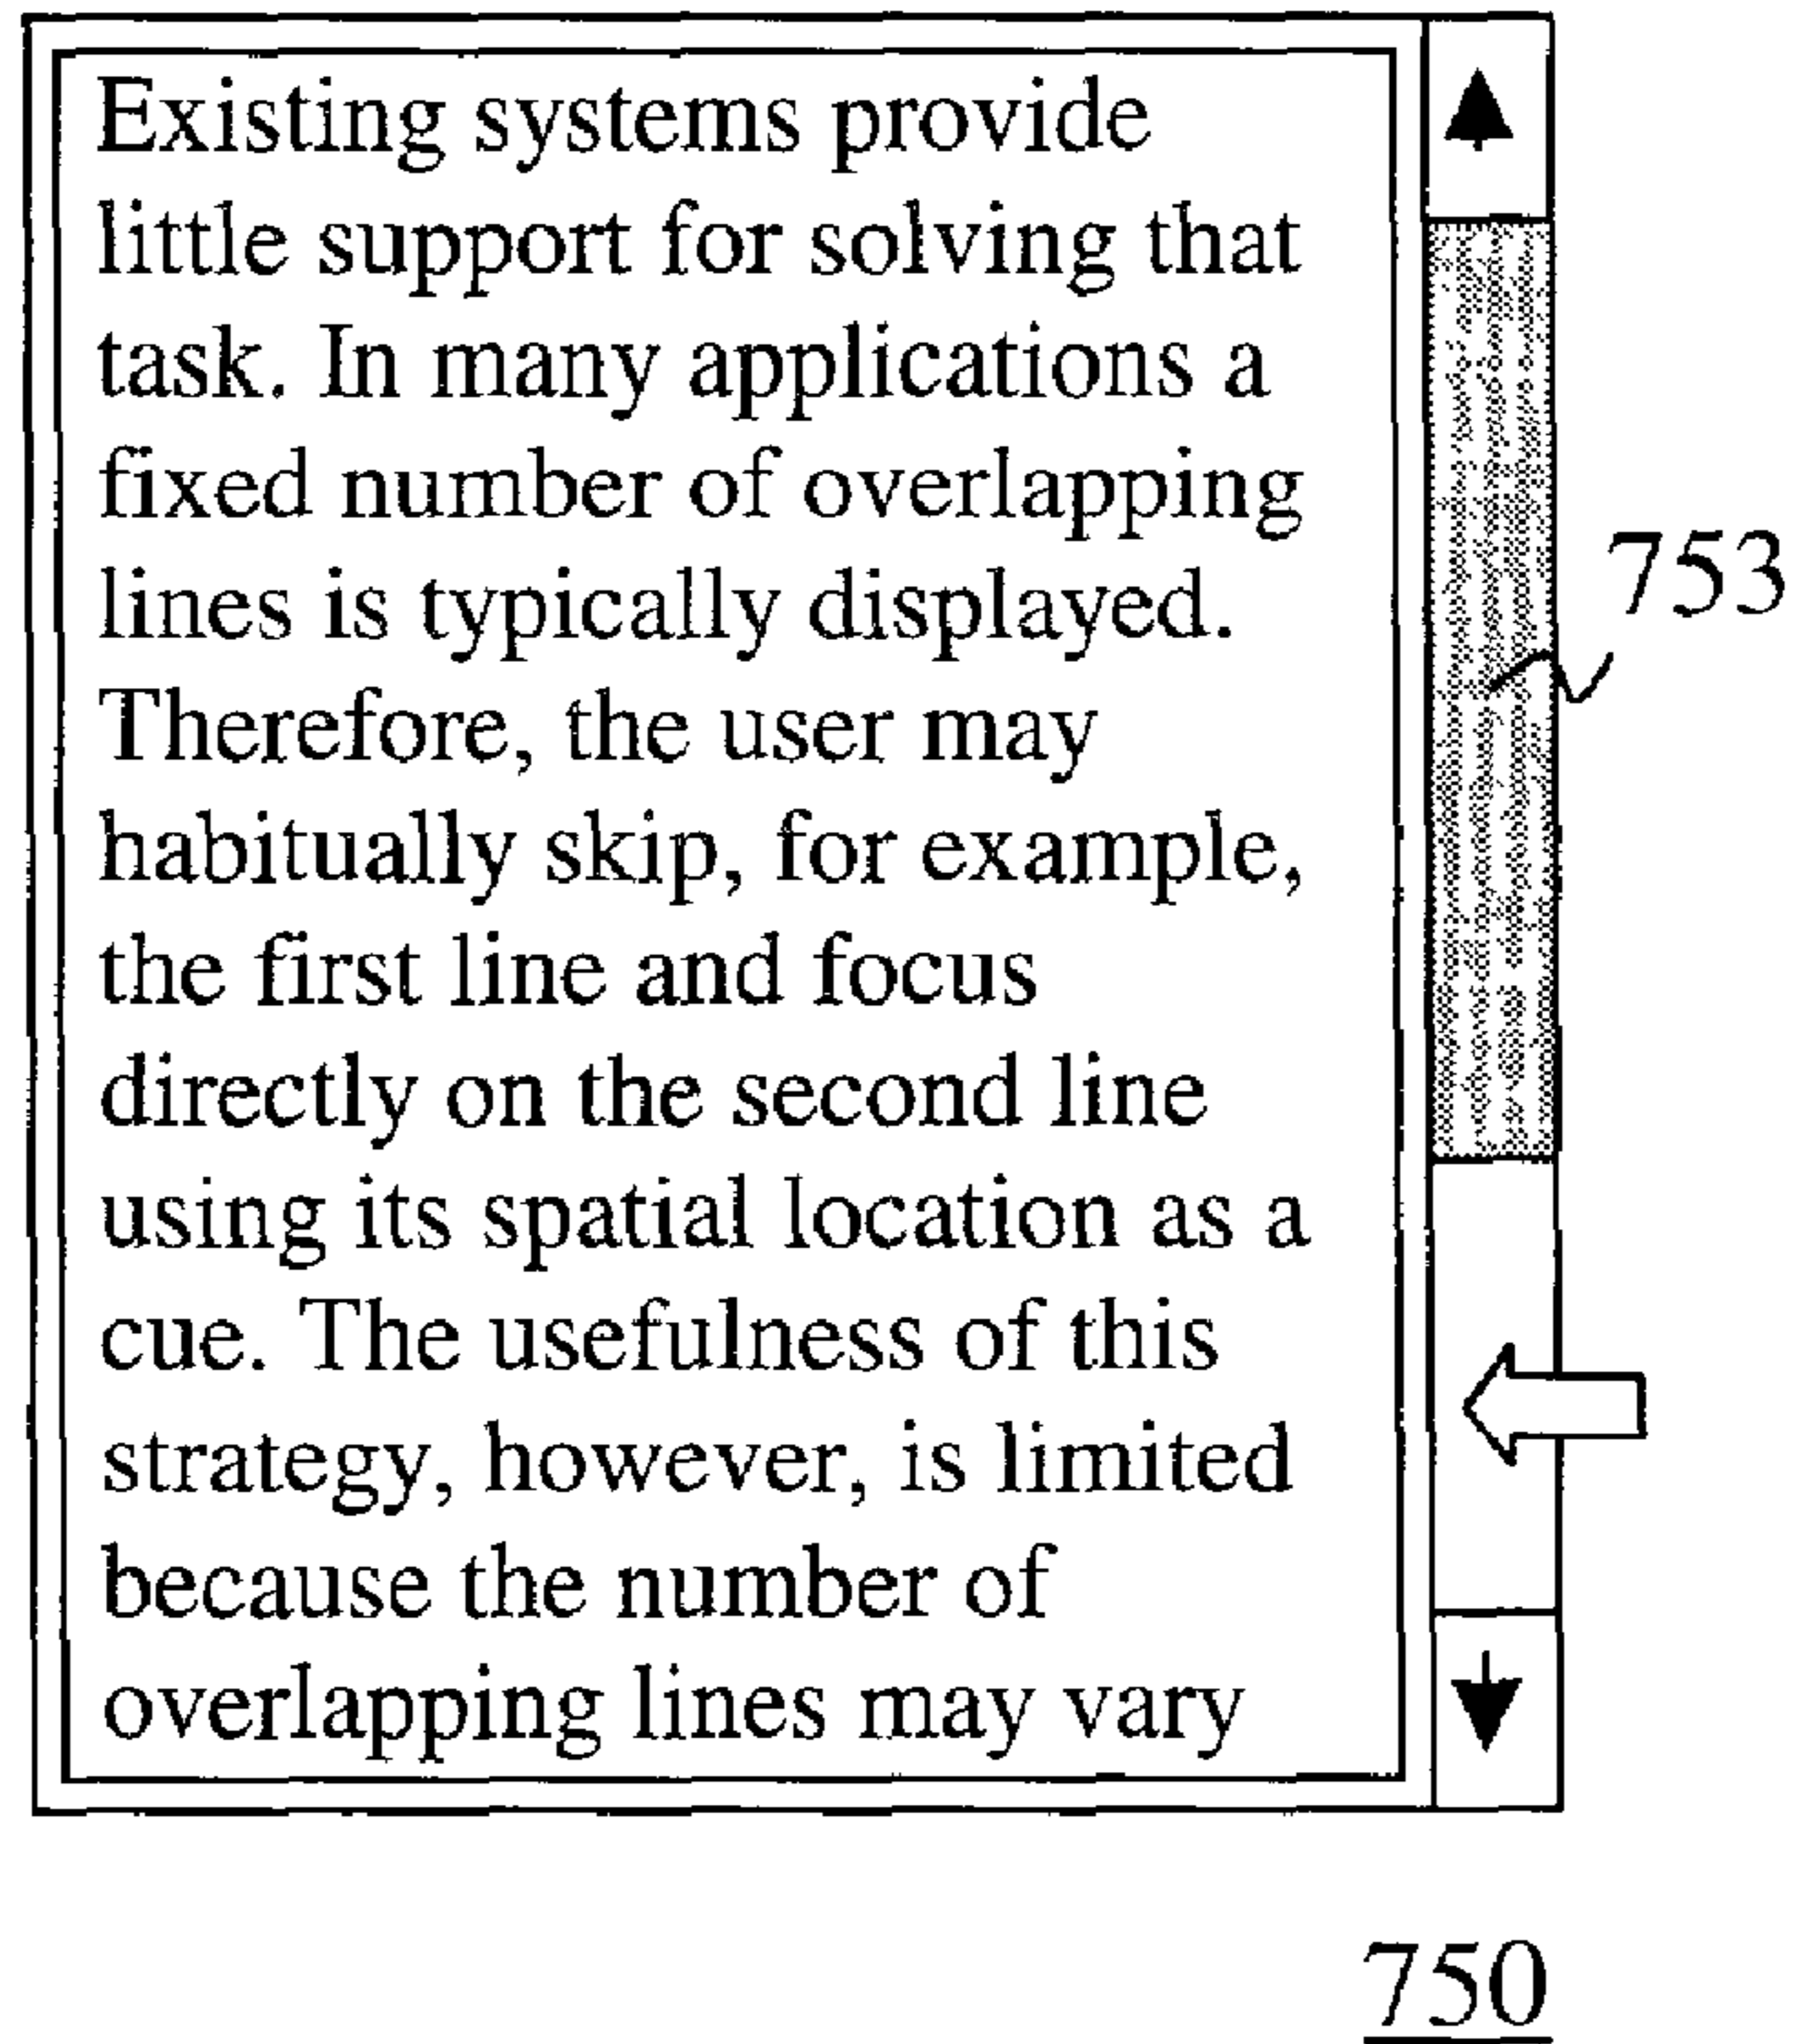 Existing systems provide
little support for solving that
task. In many applications a
fixed number of overlapping
lines is typically displayed.
Therefore, the user may
habitually skip, for example,
the first line and focus
directly on the second line
using its spatial location as a
cue. The usefulness of this
strategy, however, is limited
because the number of
overlapping lines may vary
753
750